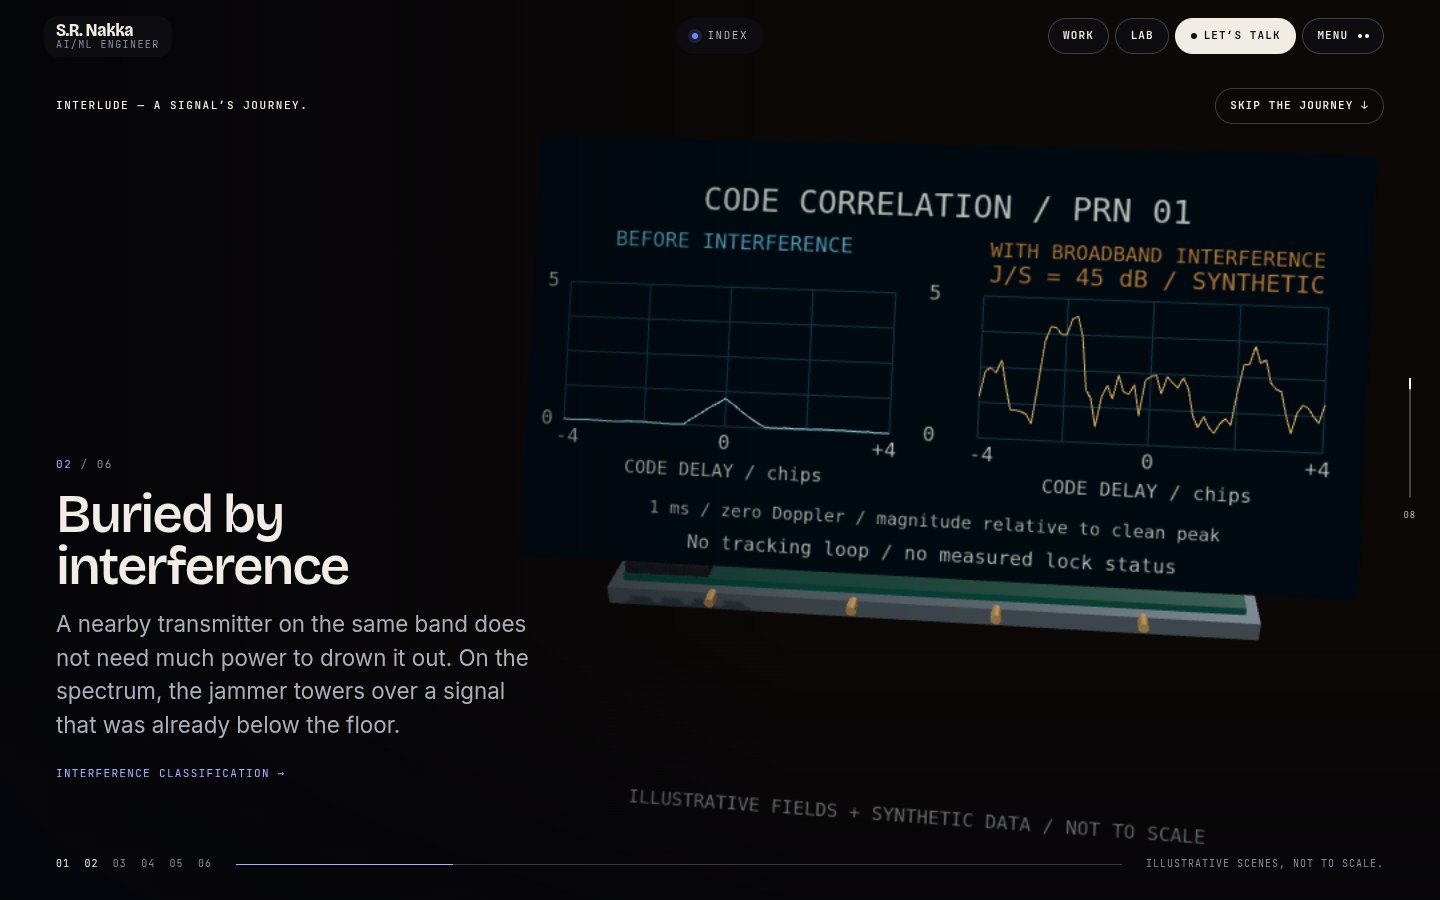 S.R. Nakka
AI/ML ENGINEER
INDEX
WORK
LAB
LET'S TALK
MENU
INTERLUDE — A SIGNAL'S JOURNEY.
SKIP THE JOURNEY ↓
CODE CORRELATION / PRN 01
BEFORE INTERFERENCE
WITH BROADBAND INTERFERENCE
J/S = 45 dB / SYNTHETIC
5
0
-4
0
+4
CODE DELAY / chips
5
0
-4
0
+4
CODE DELAY / chips
1 ms / zero Doppler / magnitude relative to clean peak
No tracking loop / no measured lock status
08
02 / 06
Buried by
interference
A nearby transmitter on the same band does
not need much power to drown it out. On the
spectrum, the jammer towers over a signal
that was already below the floor.
INTERFERENCE CLASSIFICATION →
ILLUSTRATIVE FIELDS + SYNTHETIC DATA / NOT TO SCALE
01 02 03 04 05 06
ILLUSTRATIVE SCENES, NOT TO SCALE.